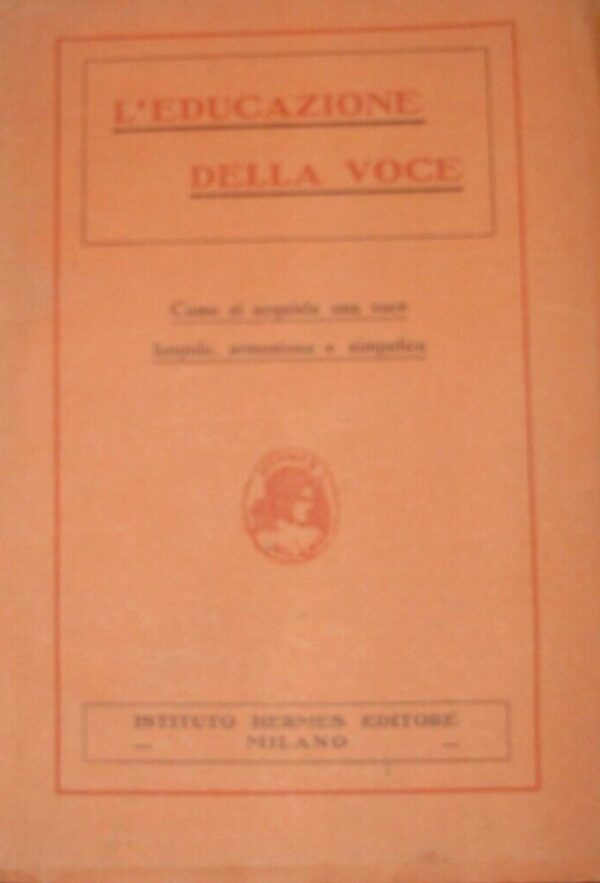 L'EDUCAZIONE
DELLA VOCE
Come si acquista una voce
limpida, armoniosa e simpatica
ISTITUTO HERMES EDITORE
MILANO